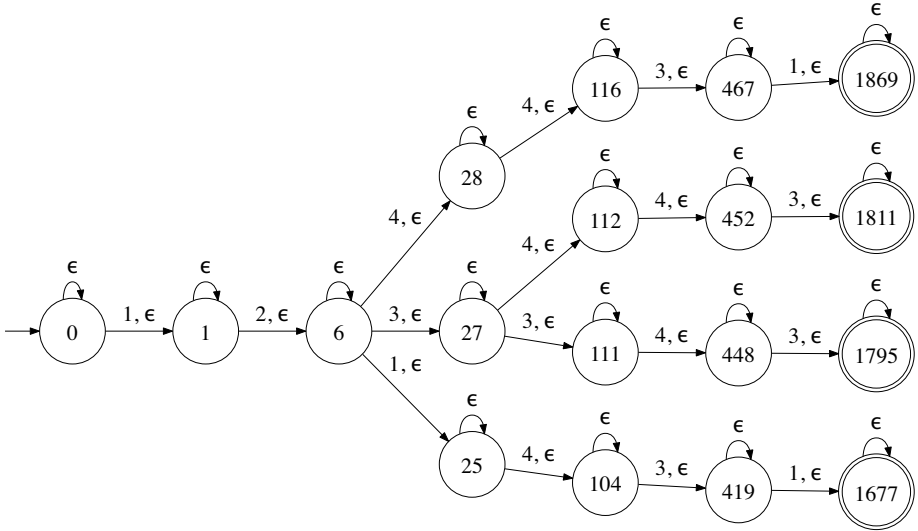 ϵ ϵ ϵ
116 3, ϵ 467 1, ϵ 1869
ϵ 4, ϵ
28 ϵ ϵ ϵ
4, ϵ 112 4, ϵ 452 3, ϵ 1811
4, ϵ
ϵ ϵ ϵ ϵ ϵ ϵ ϵ
0 1, ϵ 1 2, ϵ 6 3, ϵ 27 3, ϵ 111 4, ϵ 448 3, ϵ 1795
1, ϵ
ϵ ϵ ϵ ϵ
25 4, ϵ 104 3, ϵ 419 1, ϵ 1677